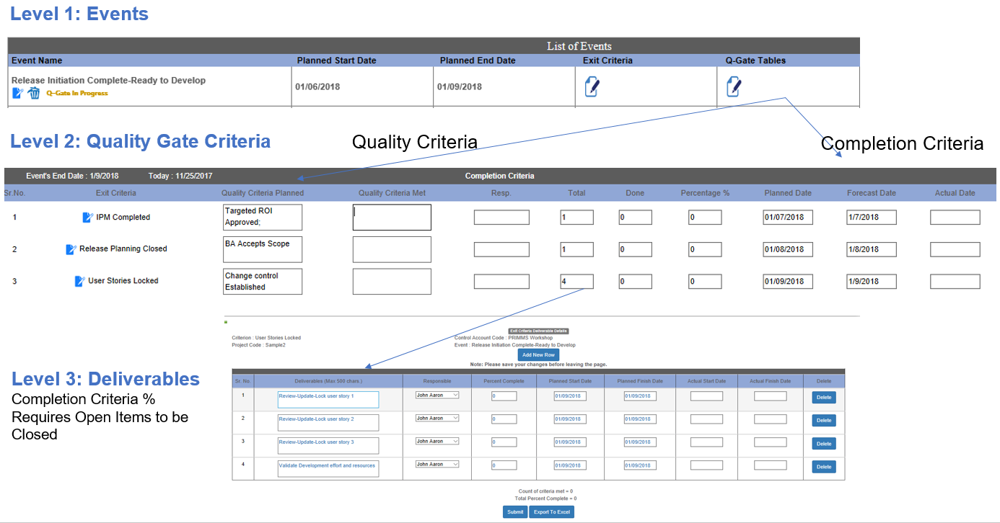 Level 1: Events
List of Events
Event Name Planned Start Date Planned End Date Exit Criteria Q-Gate Tables
Release Initiation Complete-Ready to Develop
Q-Gate In Progress
01/06/2018 01/09/2018
Level 2: Quality Gate Criteria
Quality Criteria
Completion Criteria
Event's End Date : 1/9/2018 Today : 11/25/2017 Completion Criteria
Sr.No. Exit Criteria Quality Criteria Planned Quality Criteria Met Resp. Total Done Percentage % Planned Date Forecast Date Actual Date
1 IPM Completed Targeted ROI 1 0 0 01/07/2018 1/7/2018
Approved;
2 Release Planning Closed BA Accepts Scope 1 0 0 01/08/2018 1/8/2018
3 User Stories Locked Change control 4 0 0 01/09/2018 1/9/2018
Established
Exit Criteria Deliverable Details
Criterion : User Stories Locked Control Account Code : PRIMMS Workshop
Project Code : Sample2 Event : Release Initiation Complete-Ready to Develop
Add New Row
Note: Please save your changes before leaving the page.
Level 3: Deliverables
Completion Criteria %
Requires Open Items to be
Closed
Sr. No. Deliverables (Max 500 chars.) Responsible Percent Complete Planned Start Date Planned Finish Date Actual Start Date Actual Finish Date Delete
1 Review-Update-Lock user story 1 John Aaron 0 01/09/2018 01/09/2018 Delete
2 Review-Update-Lock user story 2 John Aaron 0 01/09/2018 01/09/2018 Delete
3 Review-Update-Lock user story 3 John Aaron 0 01/09/2018 01/09/2018 Delete
4 Validate Development effort and resources John Aaron 0 01/09/2018 01/09/2018 Delete
Count of criteria met = 0
Total Percent Complete = 0
Submit Export To Excel